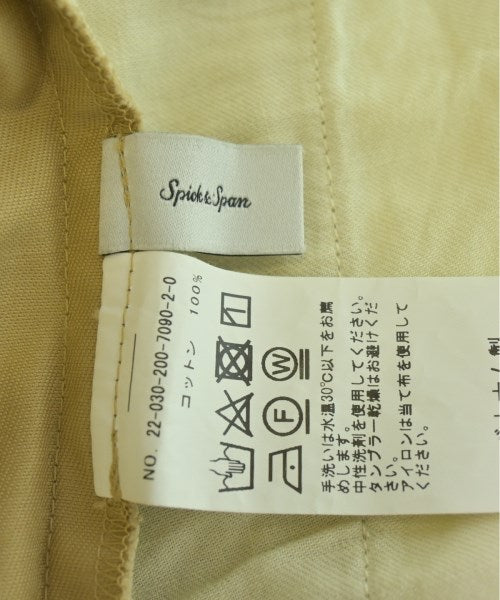 Spick&Span
NO. 22-030-200-7090-2-0
コットン 100%
W
F
手洗いは水温30℃以下をお薦
めします。
中性洗剤を使用してください。
タンブラー乾燥はお避けくだ
さい。
アイロンは当て布を使用して
ください。